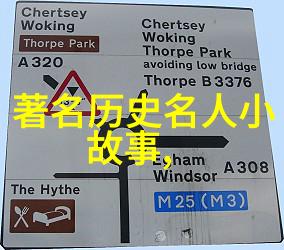 Chertsey
Woking
Thorpe Park
A320
Chertsey
Woking
Thorpe Park
avoiding low bridge
Thorpe B3376
著名历史名人小
故事,
Egham
Windsor
A308
The Hythe
M25 (M3)